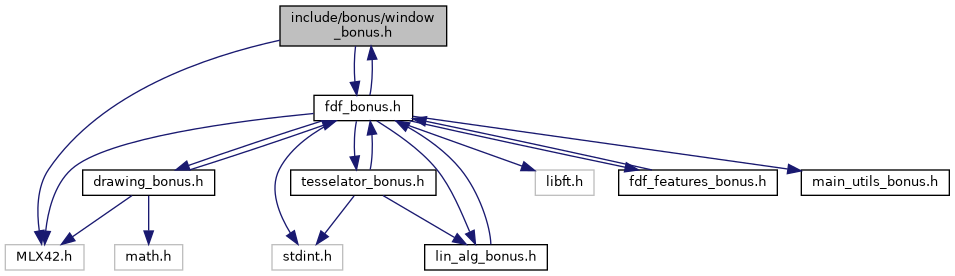 include/bonus/window
_bonus.h
fdf_bonus.h
drawing_bonus.h
tesselator_bonus.h
libft.h
fdf_features_bonus.h
main_utils_bonus.h
MLX42.h
math.h
stdint.h
lin_alg_bonus.h